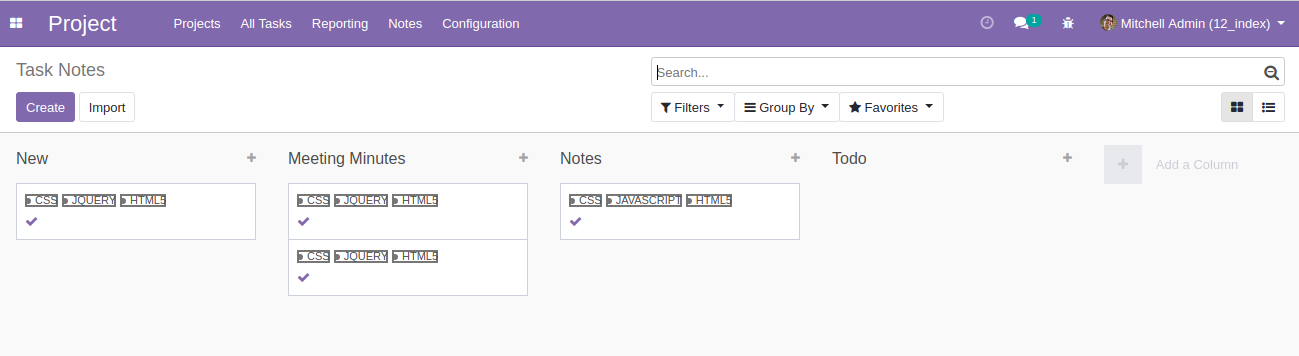 Project Projects All Tasks Reporting Notes Configuration 1 Mitchell Admin (12_index)
Task Notes Search...
Create Import Filters Group By Favorites
New Meeting Minutes Notes Todo Add a Column
CSS JQUERY HTML5 CSS JQUERY HTML5 CSS JAVASCRIPT HTML5
CSS JQUERY HTML5